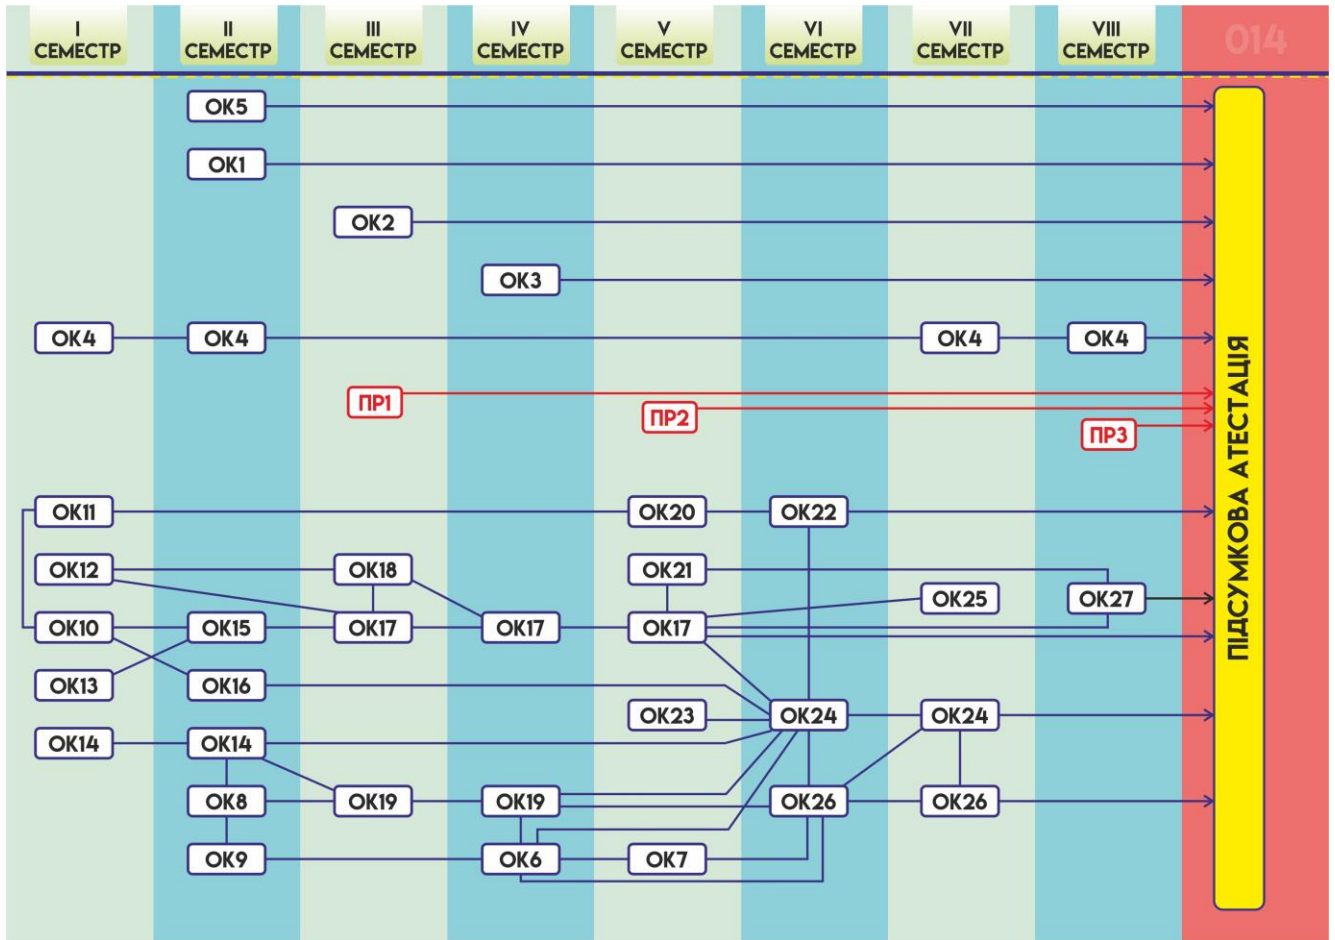 I
СЕМЕСТР
II
СЕМЕСТР
III
СЕМЕСТР
IV
СЕМЕСТР
V
СЕМЕСТР
VI
СЕМЕСТР
VII
СЕМЕСТР
VIII
СЕМЕСТР
014
ОК5
ОК1
ОК2
ОК3
ОК4
ОК4
ОК4
ОК4
ПР1
ПР2
ПР3
ОК11
ОК20
ОК22
ОК12
ОК18
ОК21
ОК25
ОК27
ОК10
ОК15
ОК17
ОК17
ОК17
ОК13
ОК16
ОК23
ОК24
ОК24
ОК14
ОК14
ОК8
ОК19
ОК19
ОК26
ОК26
ОК9
ОК6
ОК7
ПІДСУМКОВА АТЕСТАЦІЯ